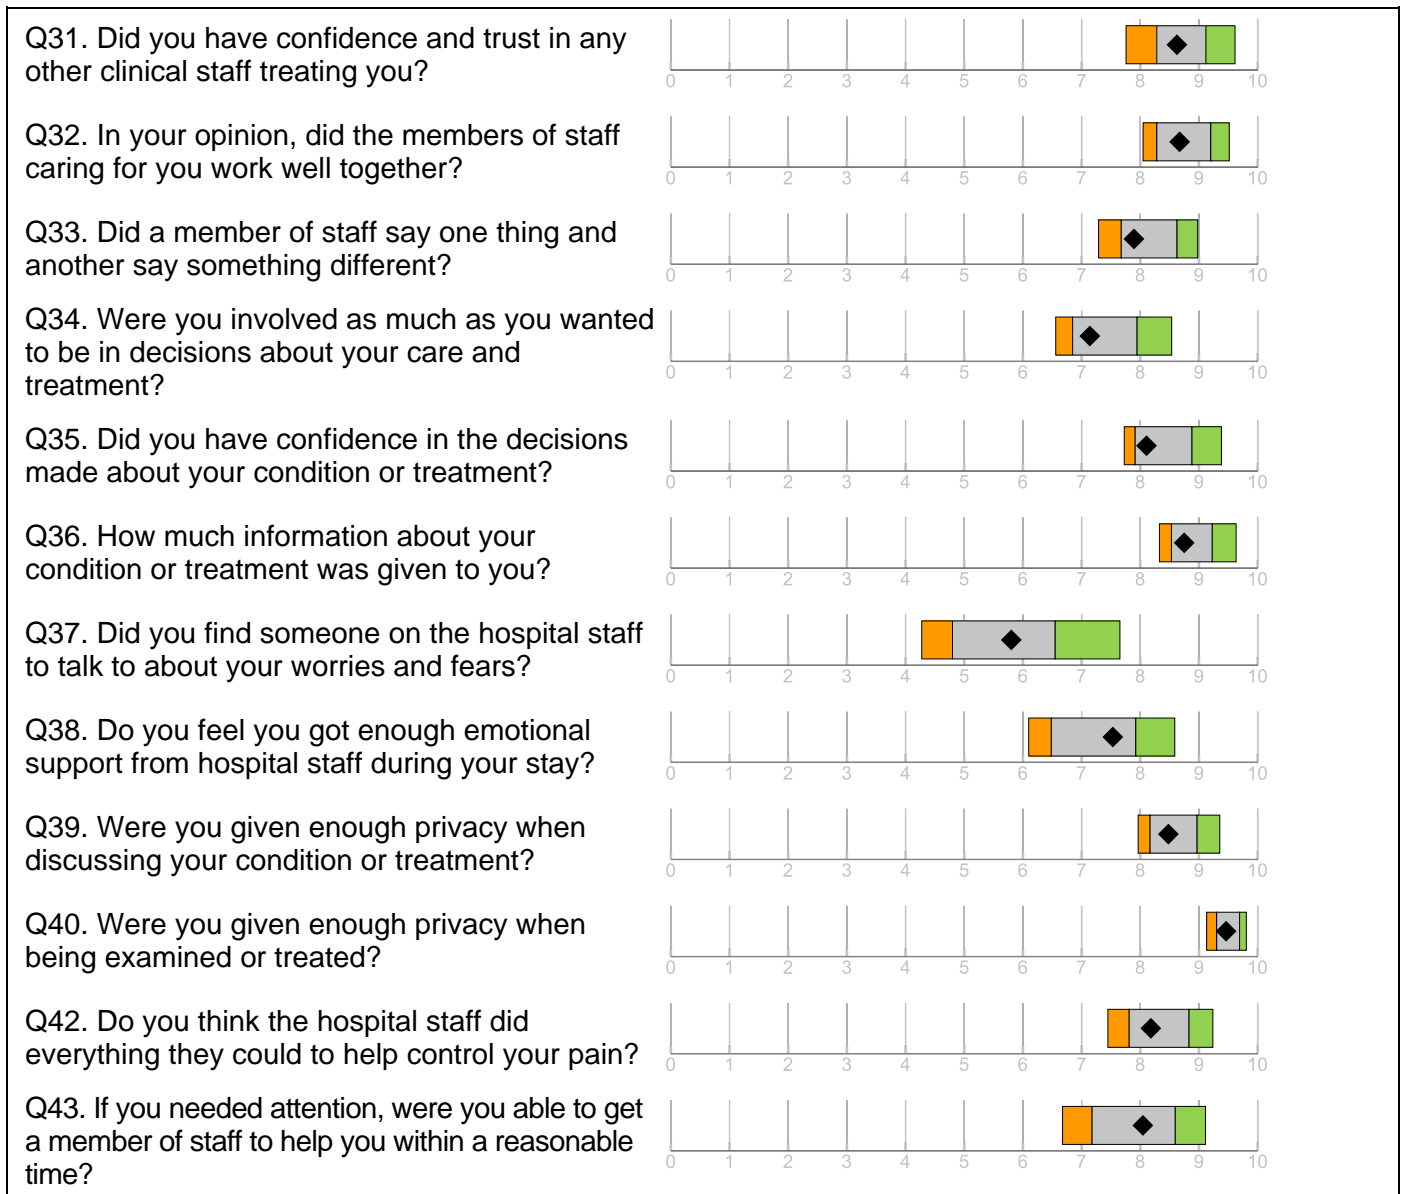 Q31. Did you have confidence and trust in any
other clinical staff treating you?
0 1 2 3 4 5 6 7 8 9 10
Q32. In your opinion, did the members of staff
caring for you work well together?
0 1 2 3 4 5 6 7 8 9 10
Q33. Did a member of staff say one thing and
another say something different?
0 1 2 3 4 5 6 7 8 9 10
Q34. Were you involved as much as you wanted
to be in decisions about your care and
treatment?
0 1 2 3 4 5 6 7 8 9 10
Q35. Did you have confidence in the decisions
made about your condition or treatment?
0 1 2 3 4 5 6 7 8 9 10
Q36. How much information about your
condition or treatment was given to you?
0 1 2 3 4 5 6 7 8 9 10
Q37. Did you find someone on the hospital staff
to talk to about your worries and fears?
0 1 2 3 4 5 6 7 8 9 10
Q38. Do you feel you got enough emotional
support from hospital staff during your stay?
0 1 2 3 4 5 6 7 8 9 10
Q39. Were you given enough privacy when
discussing your condition or treatment?
0 1 2 3 4 5 6 7 8 9 10
Q40. Were you given enough privacy when
being examined or treated?
0 1 2 3 4 5 6 7 8 9 10
Q42. Do you think the hospital staff did
everything they could to help control your pain?
0 1 2 3 4 5 6 7 8 9 10
Q43. If you needed attention, were you able to get
a member of staff to help you within a reasonable
time?
0 1 2 3 4 5 6 7 8 9 10